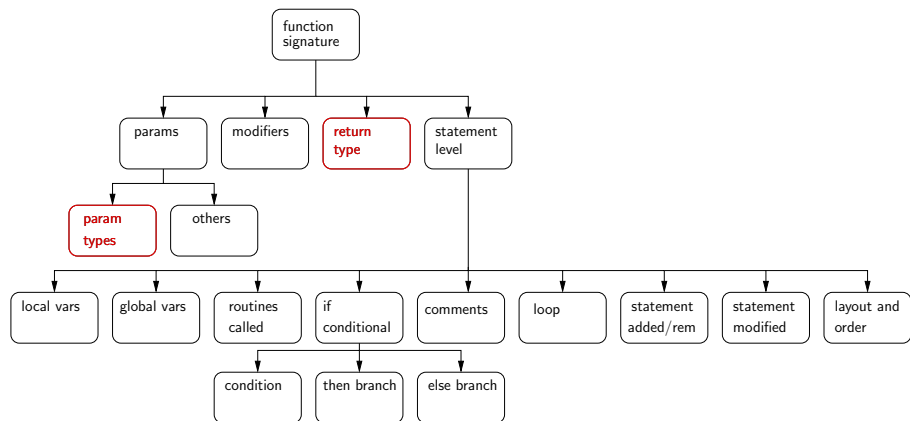 function
signature
params
modifiers
return
type
statement
level
param
types
others
local vars
global vars
routines
called
if
conditional
comments
loop
statement
added/rem
statement
modified
layout and
order
condition
then branch
else branch